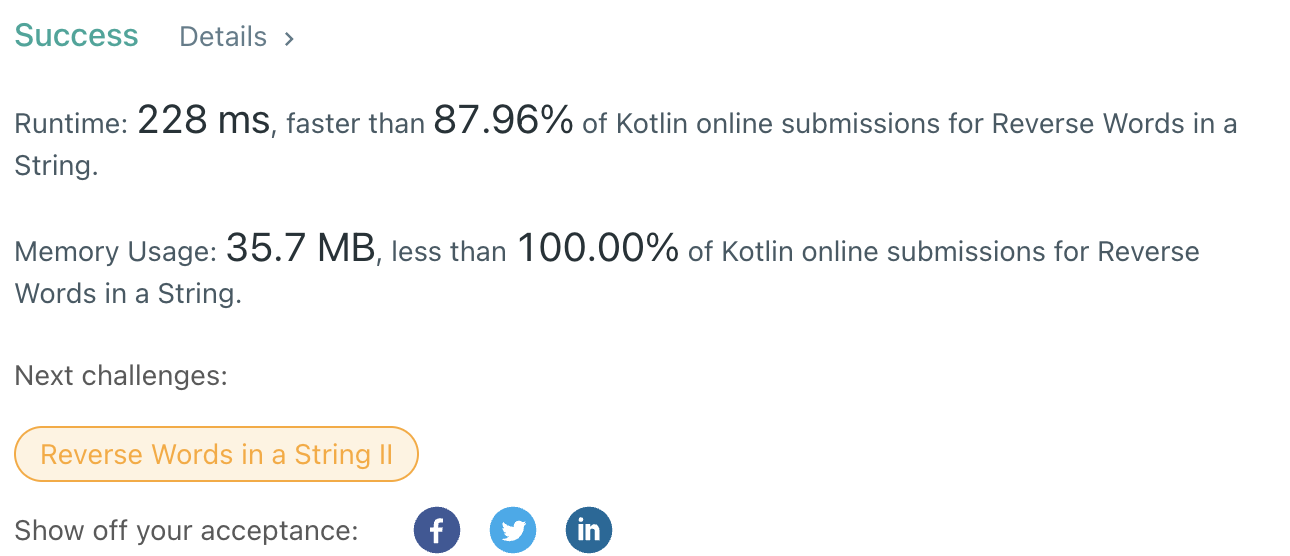 Success Details >
Runtime: 228 ms, faster than 87.96% of Kotlin online submissions for Reverse Words in a
String.
Memory Usage: 35.7 MB, less than 100.00% of Kotlin online submissions for Reverse
Words in a String.
Next challenges:
Reverse Words in a String II
Show off your acceptance: f in